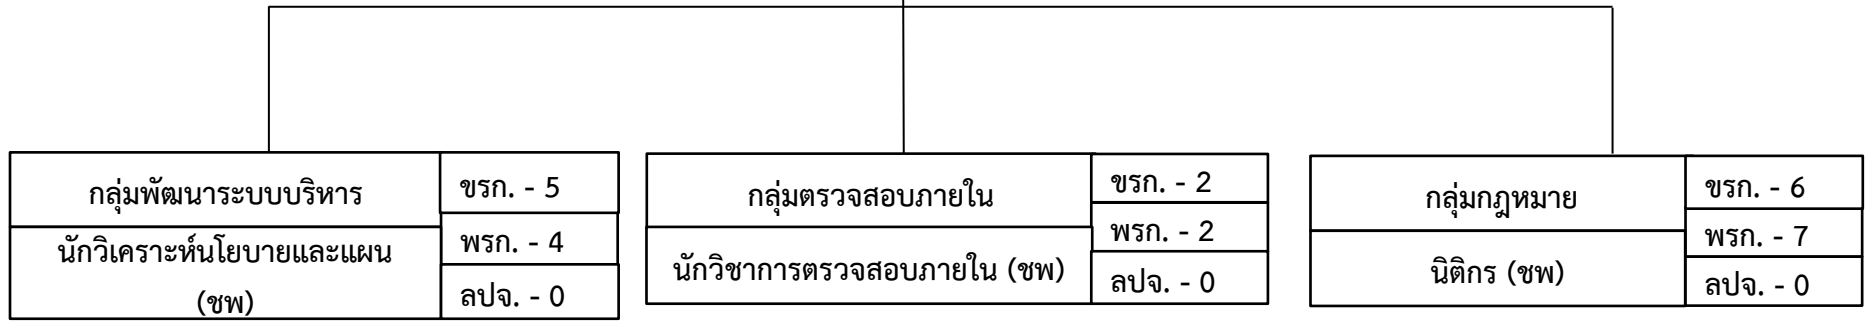 กลุ่มพัฒนาระบบบริหาร
นักวิเคราะห์นโยบายและแผน
(ชพ)
ขรก. - 5
พรก. - 4
ลปจ. - 0
กลุ่มตรวจสอบภายใน
นักวิชาการตรวจสอบภายใน (ชพ)
ขรก. - 2
พรก. - 2
ลปจ. - 0
กลุ่มกฎหมาย
นิติกร (ชพ)
ขรก. - 6
พรก. - 7
ลปจ. - 0